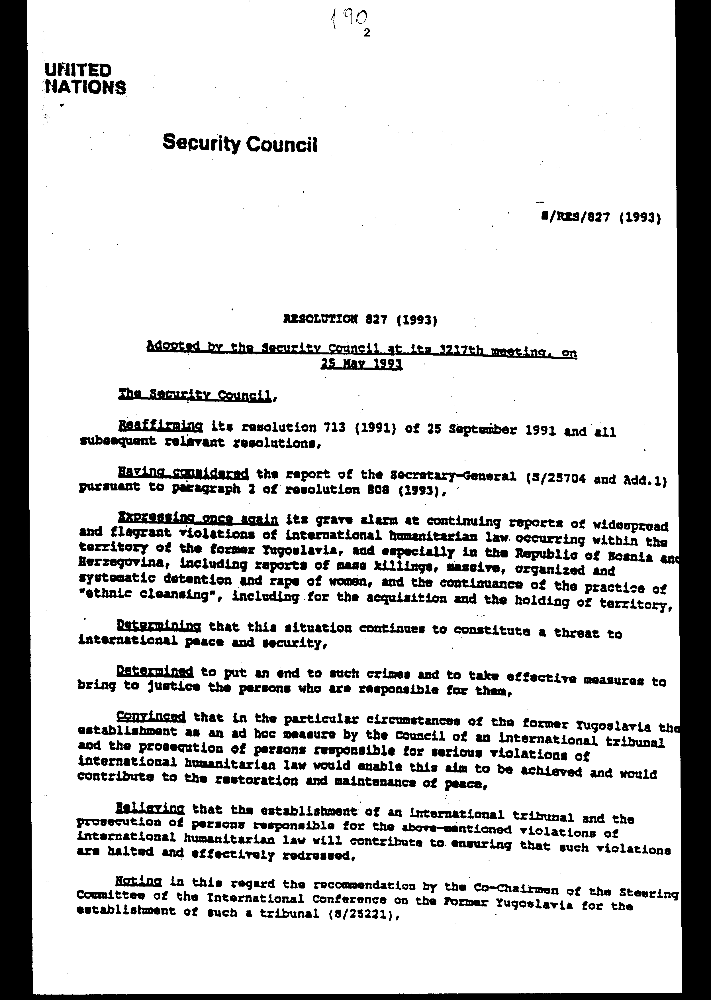 190
2
UNITED
NATIONS
Security Council
S/RES/827 (1993)
RESOLUTION 827 (1993)
Adopted by the Security Council at its 3217th meeting, on
25 May 1993
The Security Council,
Reaffirming its resolution 713 (1991) of 25 September 1991 and all
subsequent relevant resolutions,
Having considered the report of the Secretary-General (S/25704 and Add.1)
pursuant to paragraph 2 of resolution 808 (1993),
Expressing once again its grave alarm at continuing reports of widespread
and flagrant violations of international humanitarian law occurring within the
territory of the former Yugoslavia, and especially in the Republic of Bosnia and
Herzegovina, including reports of mass killings, massive, organized and
systematic detention and rape of women, and the continuance of the practice of
"ethnic cleansing", including for the acquisition and the holding of territory,
Determining that this situation continues to constitute a threat to
international peace and security,
Determined to put an end to such crimes and to take effective measures to
bring to justice the persons who are responsible for them,
Convinced that in the particular circumstances of the former Yugoslavia the
establishment as an ad hoc measure by the Council of an international tribunal
and the prosecution of persons responsible for serious violations of
international humanitarian law would enable this aim to be achieved and would
contribute to the restoration and maintenance of peace,
Believing that the establishment of an international tribunal and the
prosecution of persons responsible for the above-mentioned violations of
international humanitarian law will contribute to ensuring that such violations
are halted and effectively redressed,
Noting in this regard the recommendation by the Co-Chairmen of the Steering
Committee of the International Conference on the Former Yugoslavia for the
establishment of such a tribunal (S/25221),